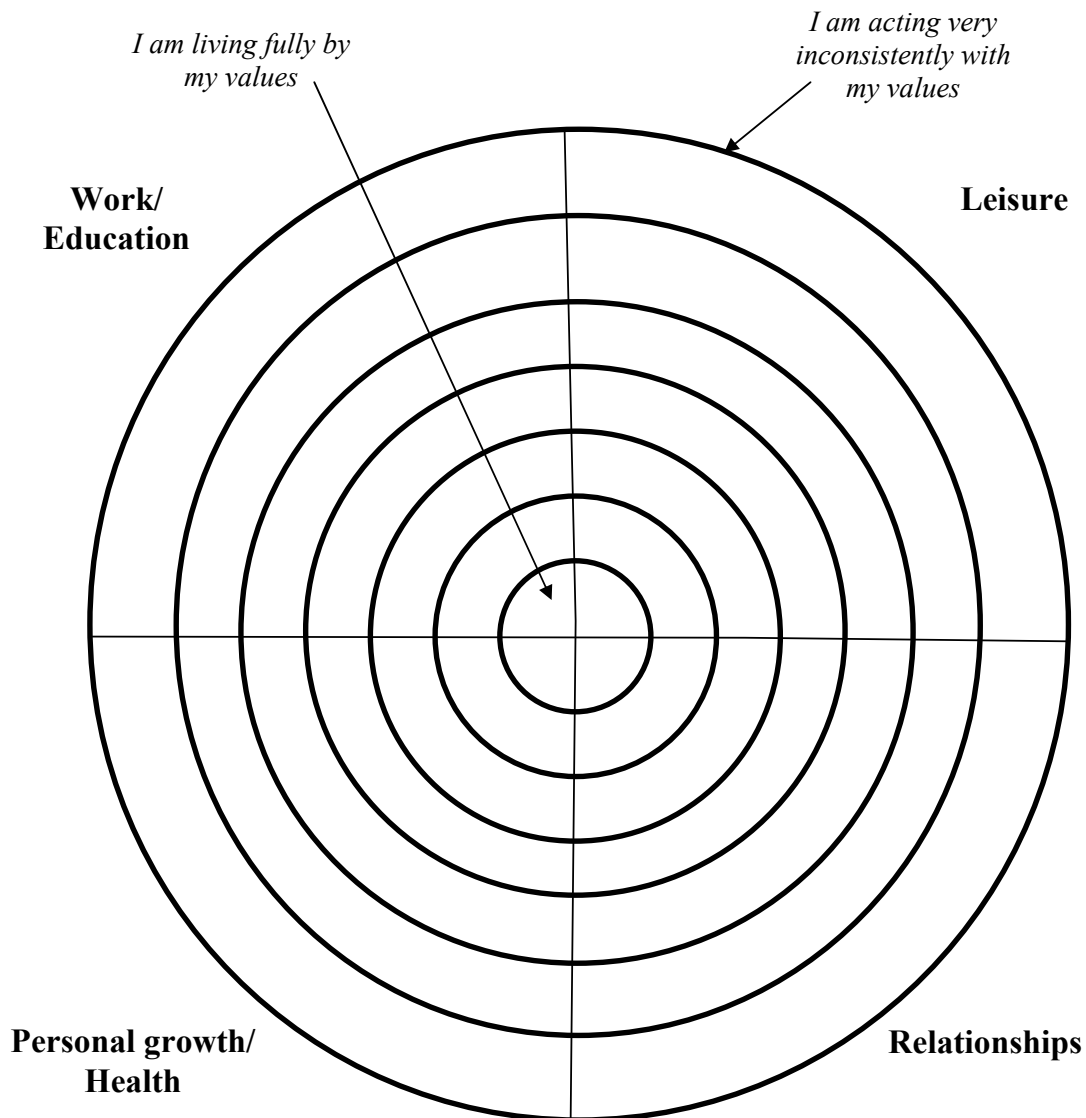 I am living fully by
my values
I am acting very
inconsistently with
my values
Work/
Education
Leisure
Personal growth/
Health
Relationships